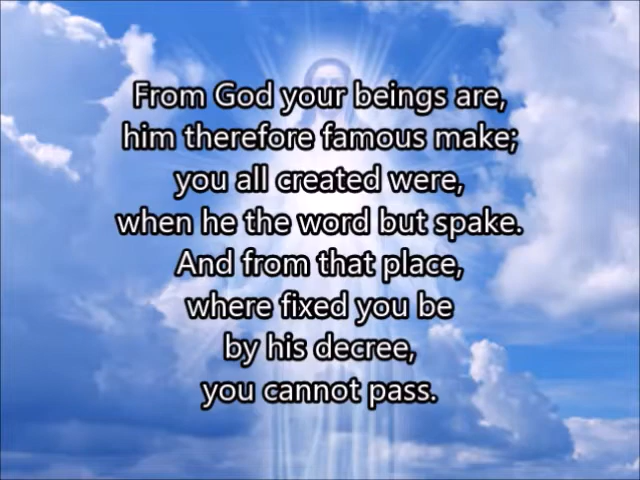 From God your beings are,
him therefore famous make;
you all created were,
when he the word but spake.
And from that place,
where fixed you be
by his decree,
you cannot pass.